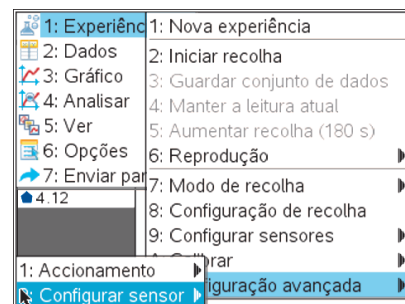 1: Experiênc
2: Dados
3: Gráfico
4: Analisar
5: Ver
6: Opções
7: Enviar par
4.12
1: Nova experiência
2: Iniciar recolha
3: Guardar conjunto de dados
4: Manter a leitura atual
5: Aumentar recolha (180 s)
6: Reprodução
7: Modo de recolha
8: Configuração de recolha
9: Configurar sensores
brar
iguração avançada
1: Accionamento
: Configurar sensor